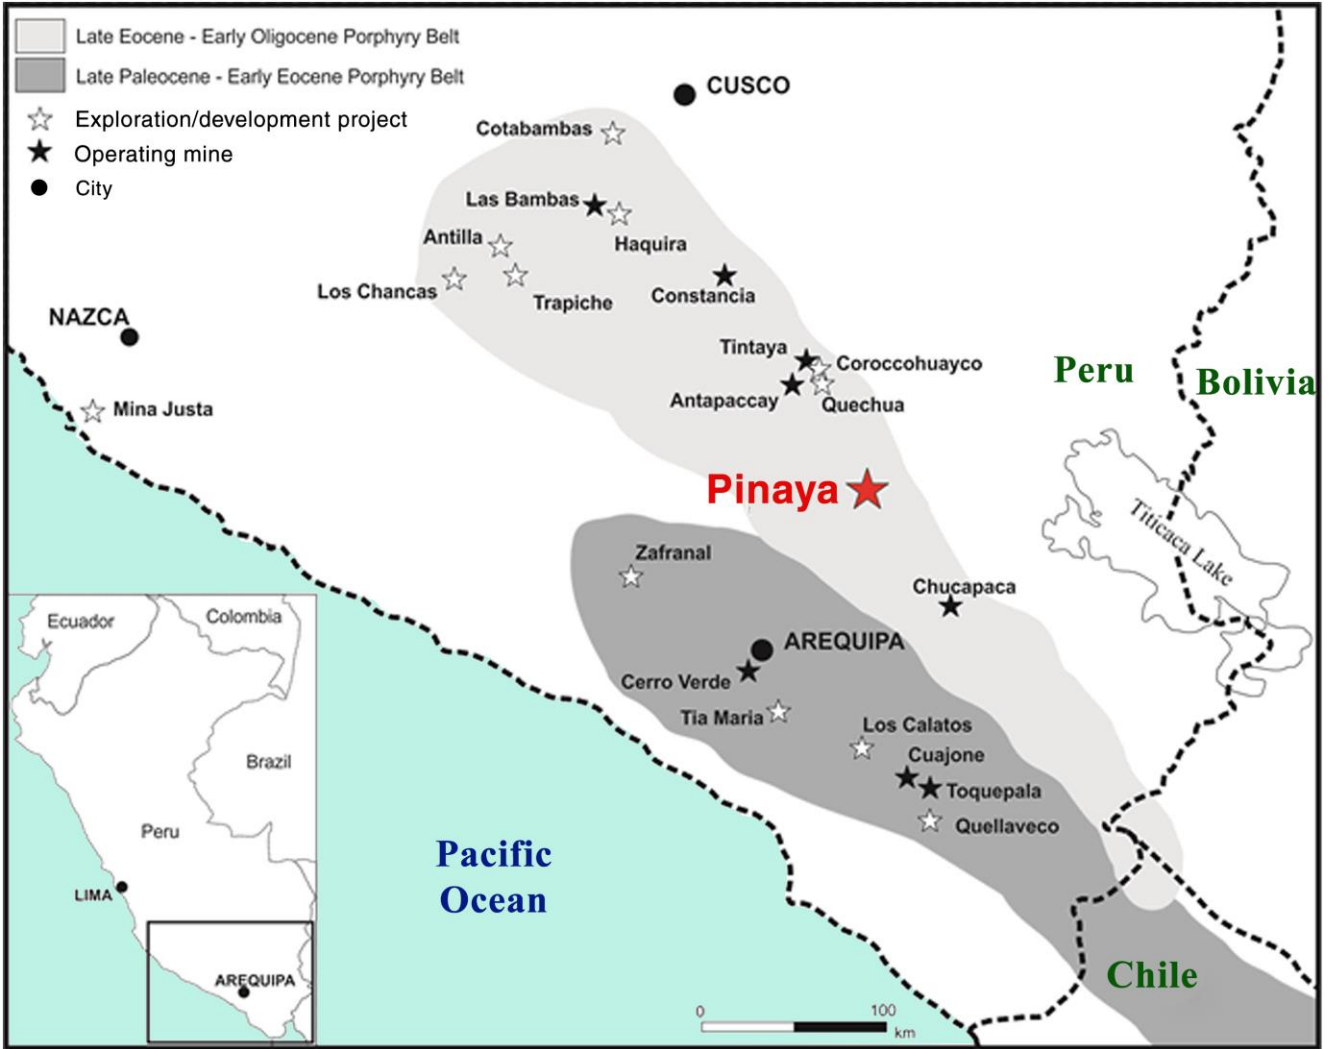 Late Eocene - Early Oligocene Porphyry Belt
Late Paleocene - Early Eocene Porphyry Belt
Exploration/development project
Operating mine
City
CUSCO
Cotabambas
Las Bambas
Haquira
Antilla
Los Chancas
Trapiche
Constancia
NAZCA
Mina Justa
Tintaya
Coroccohuayco
Antapaccay
Quechua
Peru
Bolivia
Pinaya
Titicaca Lake
Zafranal
Chucapaca
AREQUIPA
Cerro Verde
Tia Maria
Los Calatos
Cuajone
Toquepala
Quellaveco
Pacific
Ocean
Chile
0
100
km
Ecuador
Colombia
Brazil
Peru
LIMA
AREQUIPA